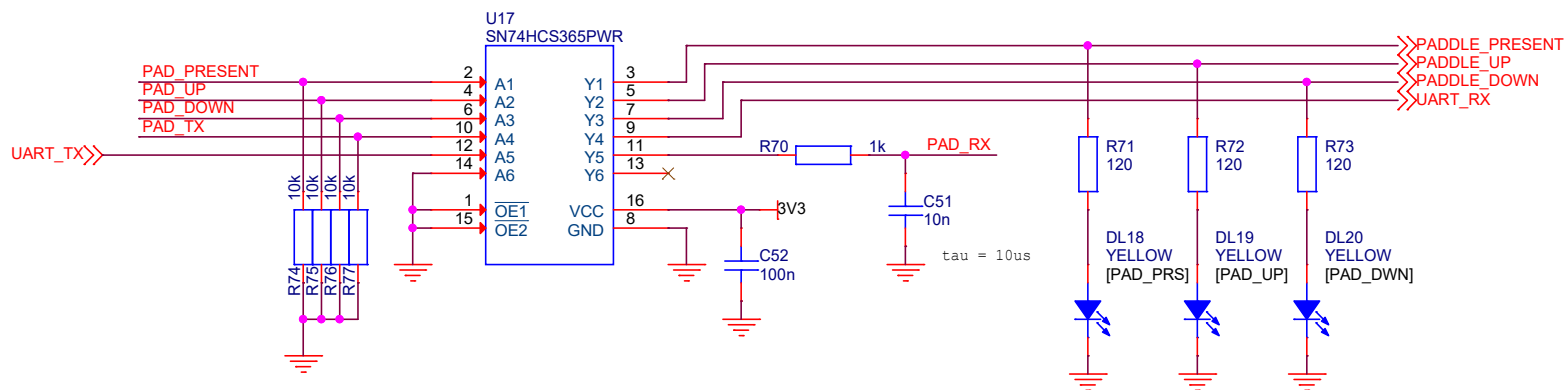 U17
SN74HCS365PWR
PAD_PRESENT
PAD_UP
PAD_DOWN
PAD_TX
UART_TX
2
4
6
10
12
14
1
15
A1
A2
A3
A4
A5
A6
OE1
OE2
Y1
Y2
Y3
Y4
Y5
Y6
VCC
GND
3
5
7
9
11
13
16
8
PADDLE_PRESENT
PADDLE_UP
PADDLE_DOWN
UART_RX
R70
1k
PAD_RX
10k
10k
10k
10k
R74
R75
R76
R77
3V3
C52
100n
C51
10n
tau = 10us
R71
120
R72
120
R73
120
DL18
YELLOW
[PAD_PRS]
DL19
YELLOW
[PAD_UP]
DL20
YELLOW
[PAD_DWN]